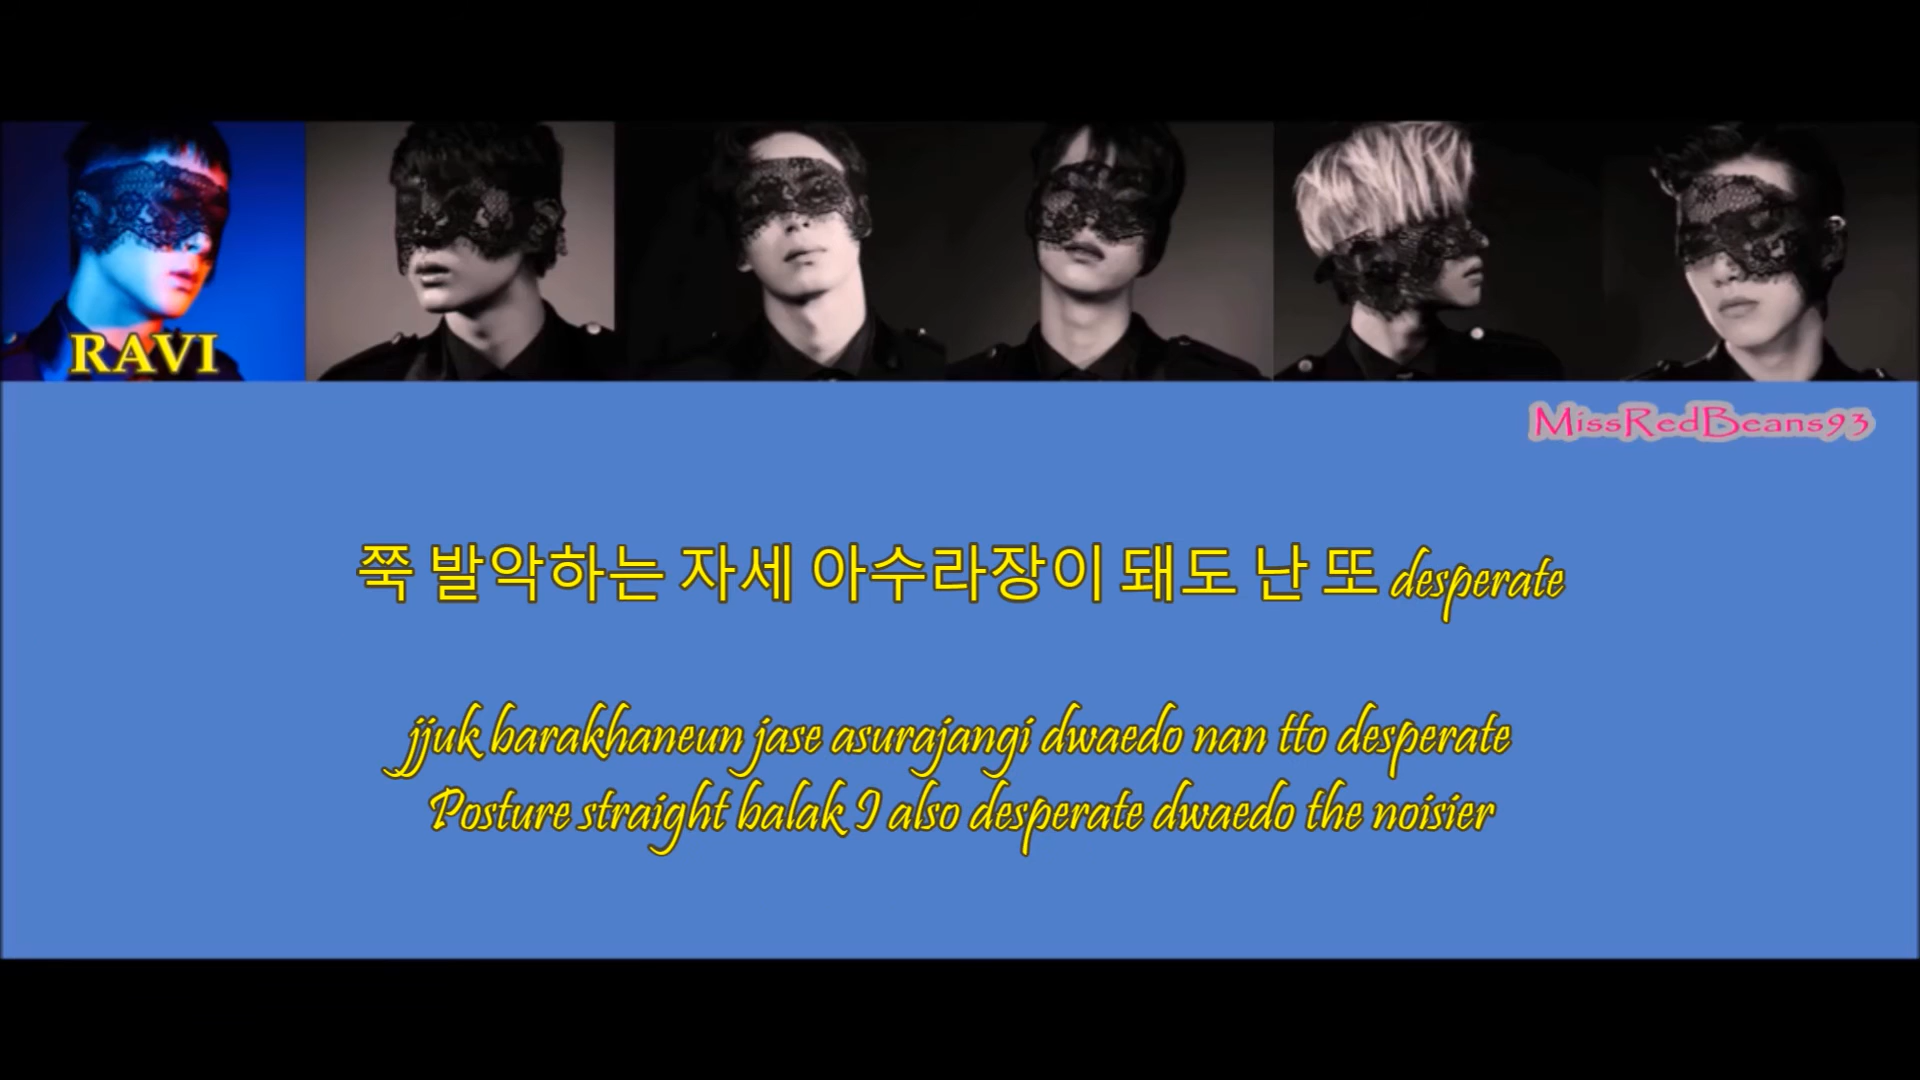 RAVI
MissRedBeans93
쭉 발악하는 자세 아수라장이 돼도 난 또 desperate
jjuk barakhaneun jase asurajangi dwaedo nan tto desperate
Posture straight balak I also desperate dwaedo the noisier